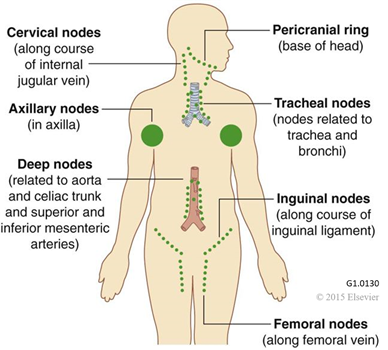 Cervical nodes
(along course
of internal
jugular vein)
Axillary nodes
(in axilla)
Deep nodes
(related to aorta
and celiac trunk
and superior and
inferior mesenteric
arteries)
Pericranial ring
(base of head)
Tracheal nodes
(nodes related to
trachea and
bronchi)
Inguinal nodes
(along course of
inguinal ligament)
G1.0130
© 2015 Elsevier
Femoral nodes
(along femoral vein)